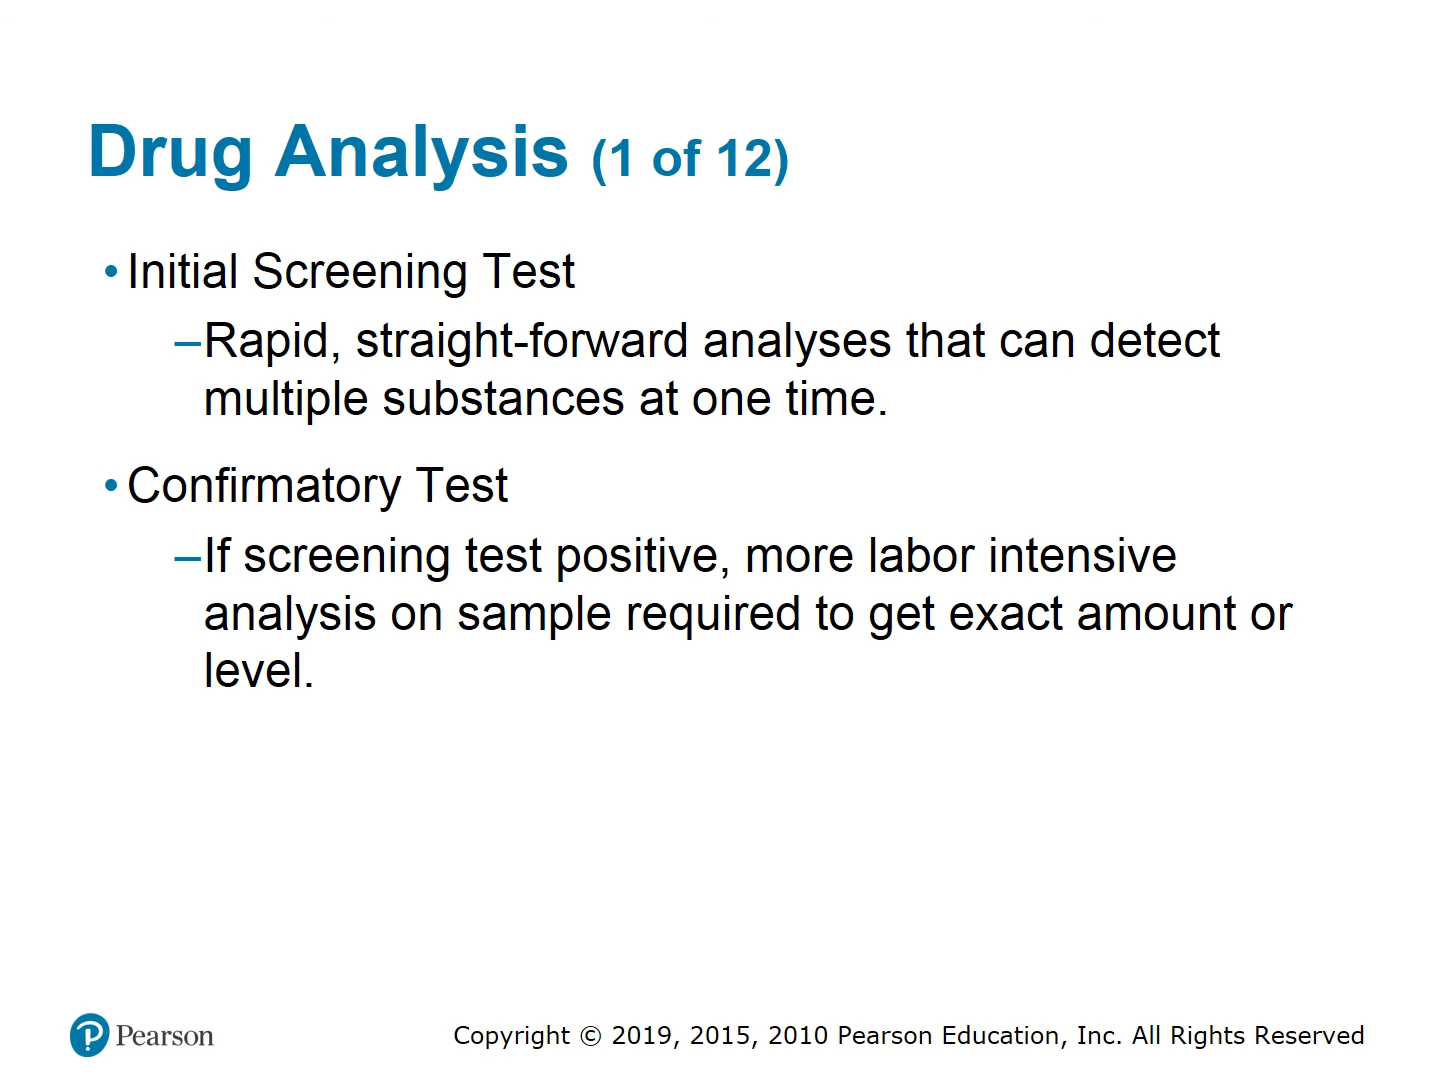 Drug Analysis (1 of 12)
• Initial Screening Test
–Rapid, straight-forward analyses that can detect
multiple substances at one time.
• Confirmatory Test
–If screening test positive, more labor intensive
analysis on sample required to get exact amount or
level.
Pearson
Copyright © 2019, 2015, 2010 Pearson Education, Inc. All Rights Reserved